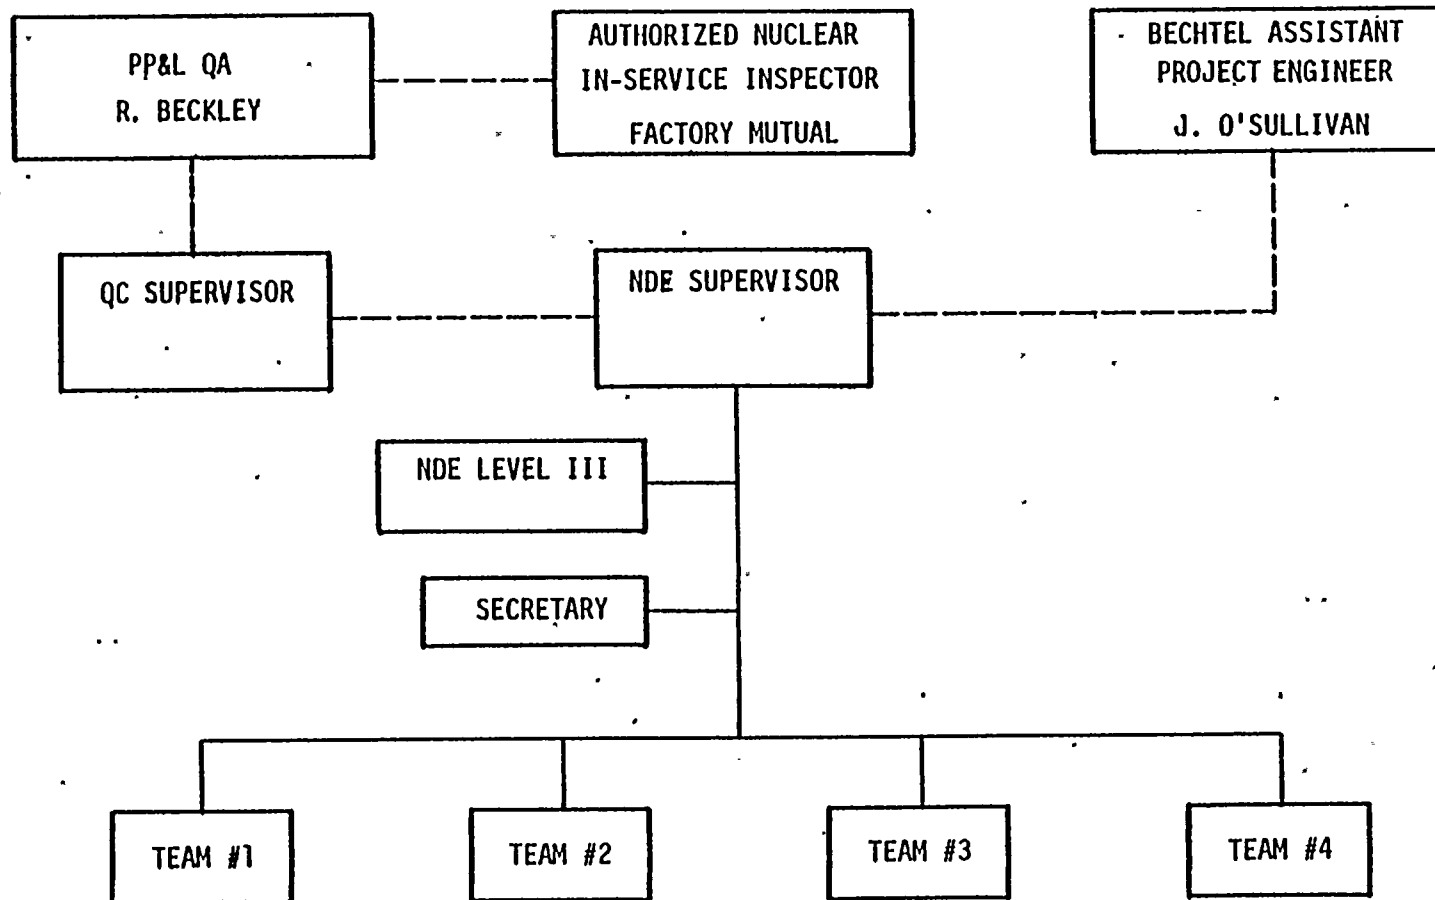 PP&L QA
R. BECKLEY
AUTHORIZED NUCLEAR
IN-SERVICE INSPECTOR
FACTORY MUTUAL
BECHTEL ASSISTANT
PROJECT ENGINEER
J. O'SULLIVAN
QC SUPERVISOR
NDE SUPERVISOR
NDE LEVEL III
SECRETARY
TEAM #1
TEAM #2
TEAM #3
TEAM #4